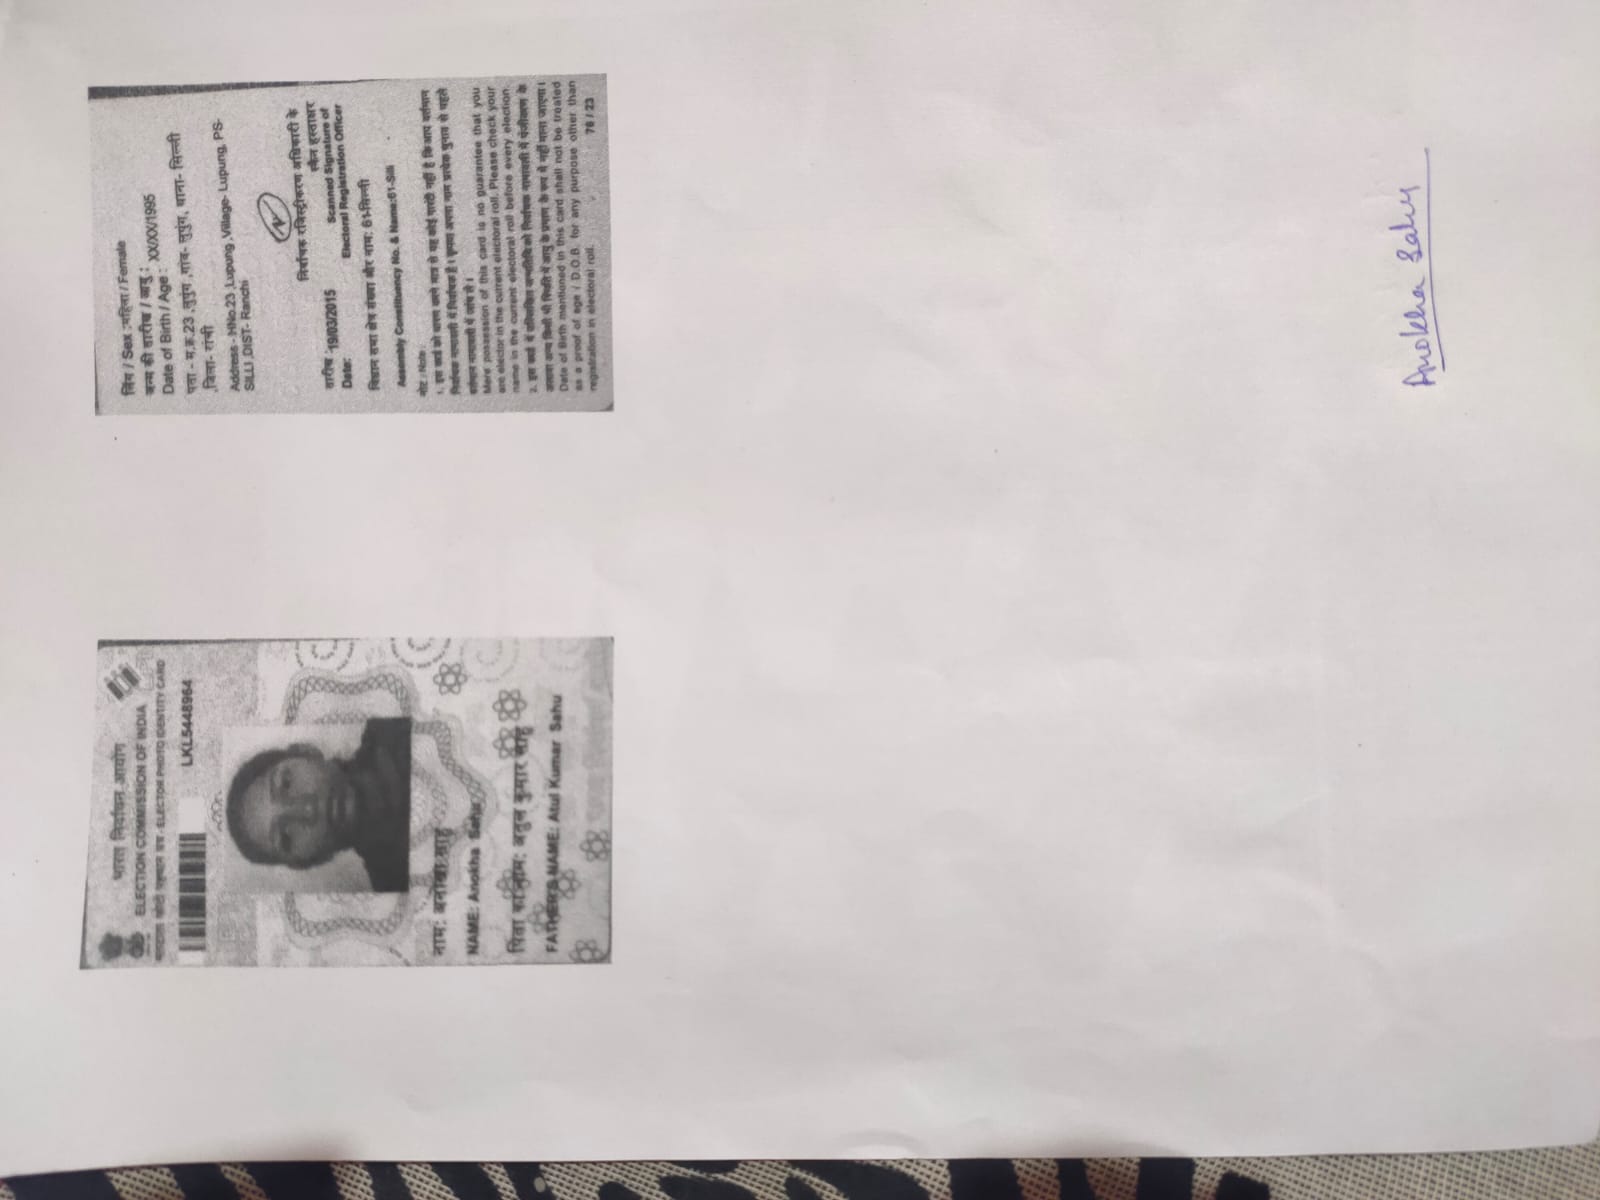 भारत निर्वाचन आयोग
ELECTION COMMISSION OF INDIA
ELECTOR PHOTO IDENTITY CARD
LKL5448964
नाम: अनोखा साहु
NAME: Anokha Sahu
पिता का नाम: अतुल कुमार साहु
FATHER'S NAME: Atul Kumar Sahu
लिंग / Sex : महिला / Female
जन्म की तारीख / आयु :
Date of Birth / Age : XX/XX/1995
पता - म.क्र.23 ,लुपुंग ,गांव- लुपुंग, थाना- सिल्ली
,जिला- रांची
Address - HNo.23 ,Lupung ,Village- Lupung, PS-
SILLI ,DIST- Ranchi
निर्वाचक रजिस्ट्रीकरण अधिकारी के
स्कैन हस्ताक्षर
तारीख :19/03/2015 Scanned Signature of
Date: Electoral Registration Officer
विधान सभा क्षेत्र संख्या और नाम: 61-सिल्ली
Assembly Constituency No. & Name:61-Silli
नोट / Note :
१. इस कार्ड को धारण करने मात्र से यह कोई गारंटी नहीं है कि आप वर्तमान
निर्वाचक नामावली में निर्वाचक हैं। कृपया अपना नाम प्रत्येक चुनाव से पहले
वर्तमान नामावली में जांच लें।
Mere possession of this card is no guarantee that you
are elector in the current electoral roll. Please check your
name in the current electoral roll before every election.
२. इस कार्ड में उल्लिखित जन्मतिथि को निर्वाचक नामावली में पंजीकरण के
अलावा अन्य किसी भी स्थिति में आयु के प्रमाण के रूप में नहीं माना जाएगा।
Date of Birth mentioned in this card shall not be treated
as a proof of age / D.O.B. for any purpose other than
registration in electoral roll. 76 / 23
Anokha Sahu